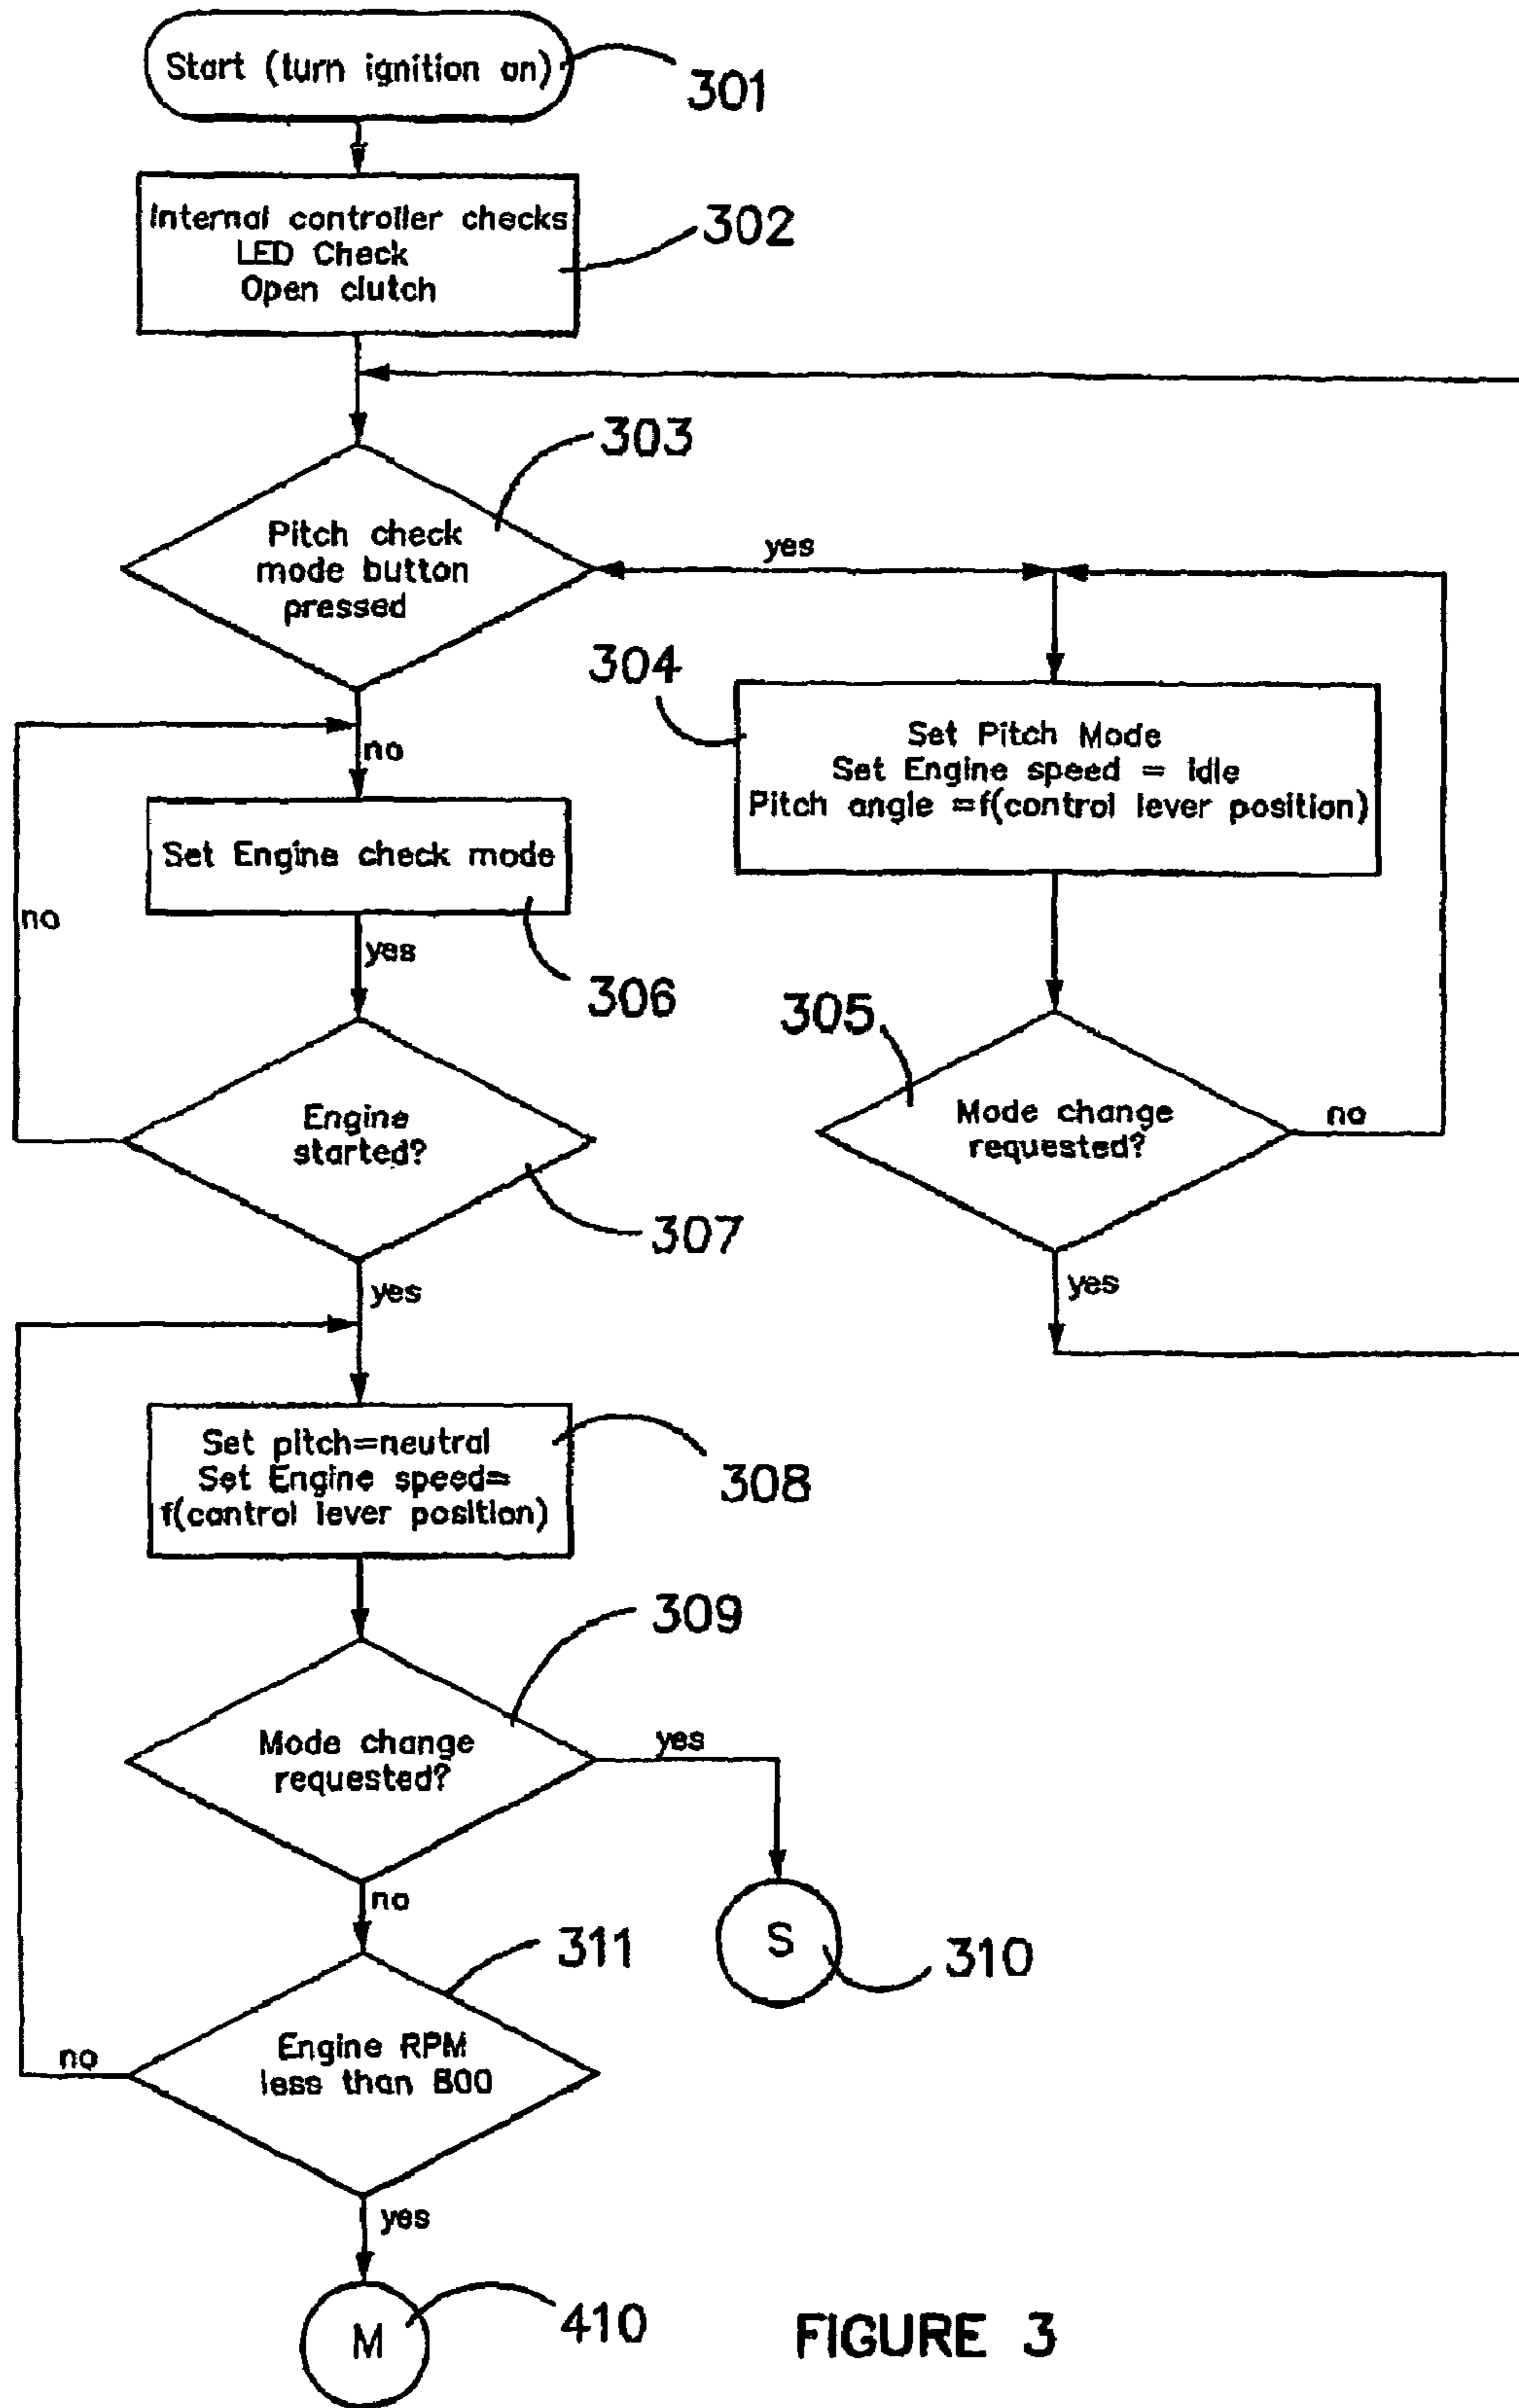 Start (turn ignition on)
301
Internal controller checks
LED Check
Open clutch
302
303
Pitch check
mode button
pressed
yes
304
Set Pitch Mode
Set Engine speed = idle
Pitch angle =f(control lever position)
no
Set Engine check mode
no
yes
306
305
Mode change
requested?
no
Engine
started?
307
yes
yes
Set pitch=neutral
Set Engine speed=
f(control lever position)
308
309
Mode change
requested?
yes
no
S
310
311
Engine RPM
less than 800
no
yes
M
410
FIGURE 3